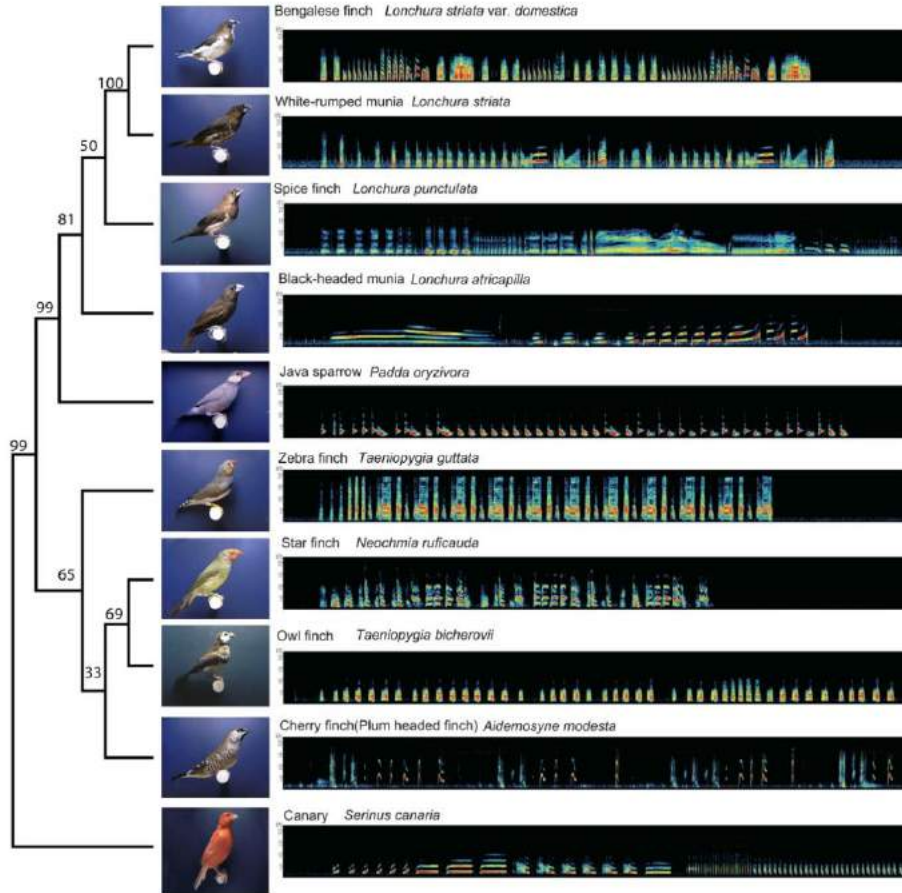 Bengalese finch Lonchura striata var. domestica
100
White-rumped munia Lonchura striata
50
Spice finch Lonchura punctulata
81
Black-headed munia Lonchura atricapilla
99
Java sparrow Padda oryzivora
99
Zebra finch Taeniopygia guttata
Star finch Neochmia ruficauda
65
69
Owl finch Taeniopygia bicherovii
33
Cherry finch(Plum headed finch) Aidemosyne modesta
Canary Serinus canaria